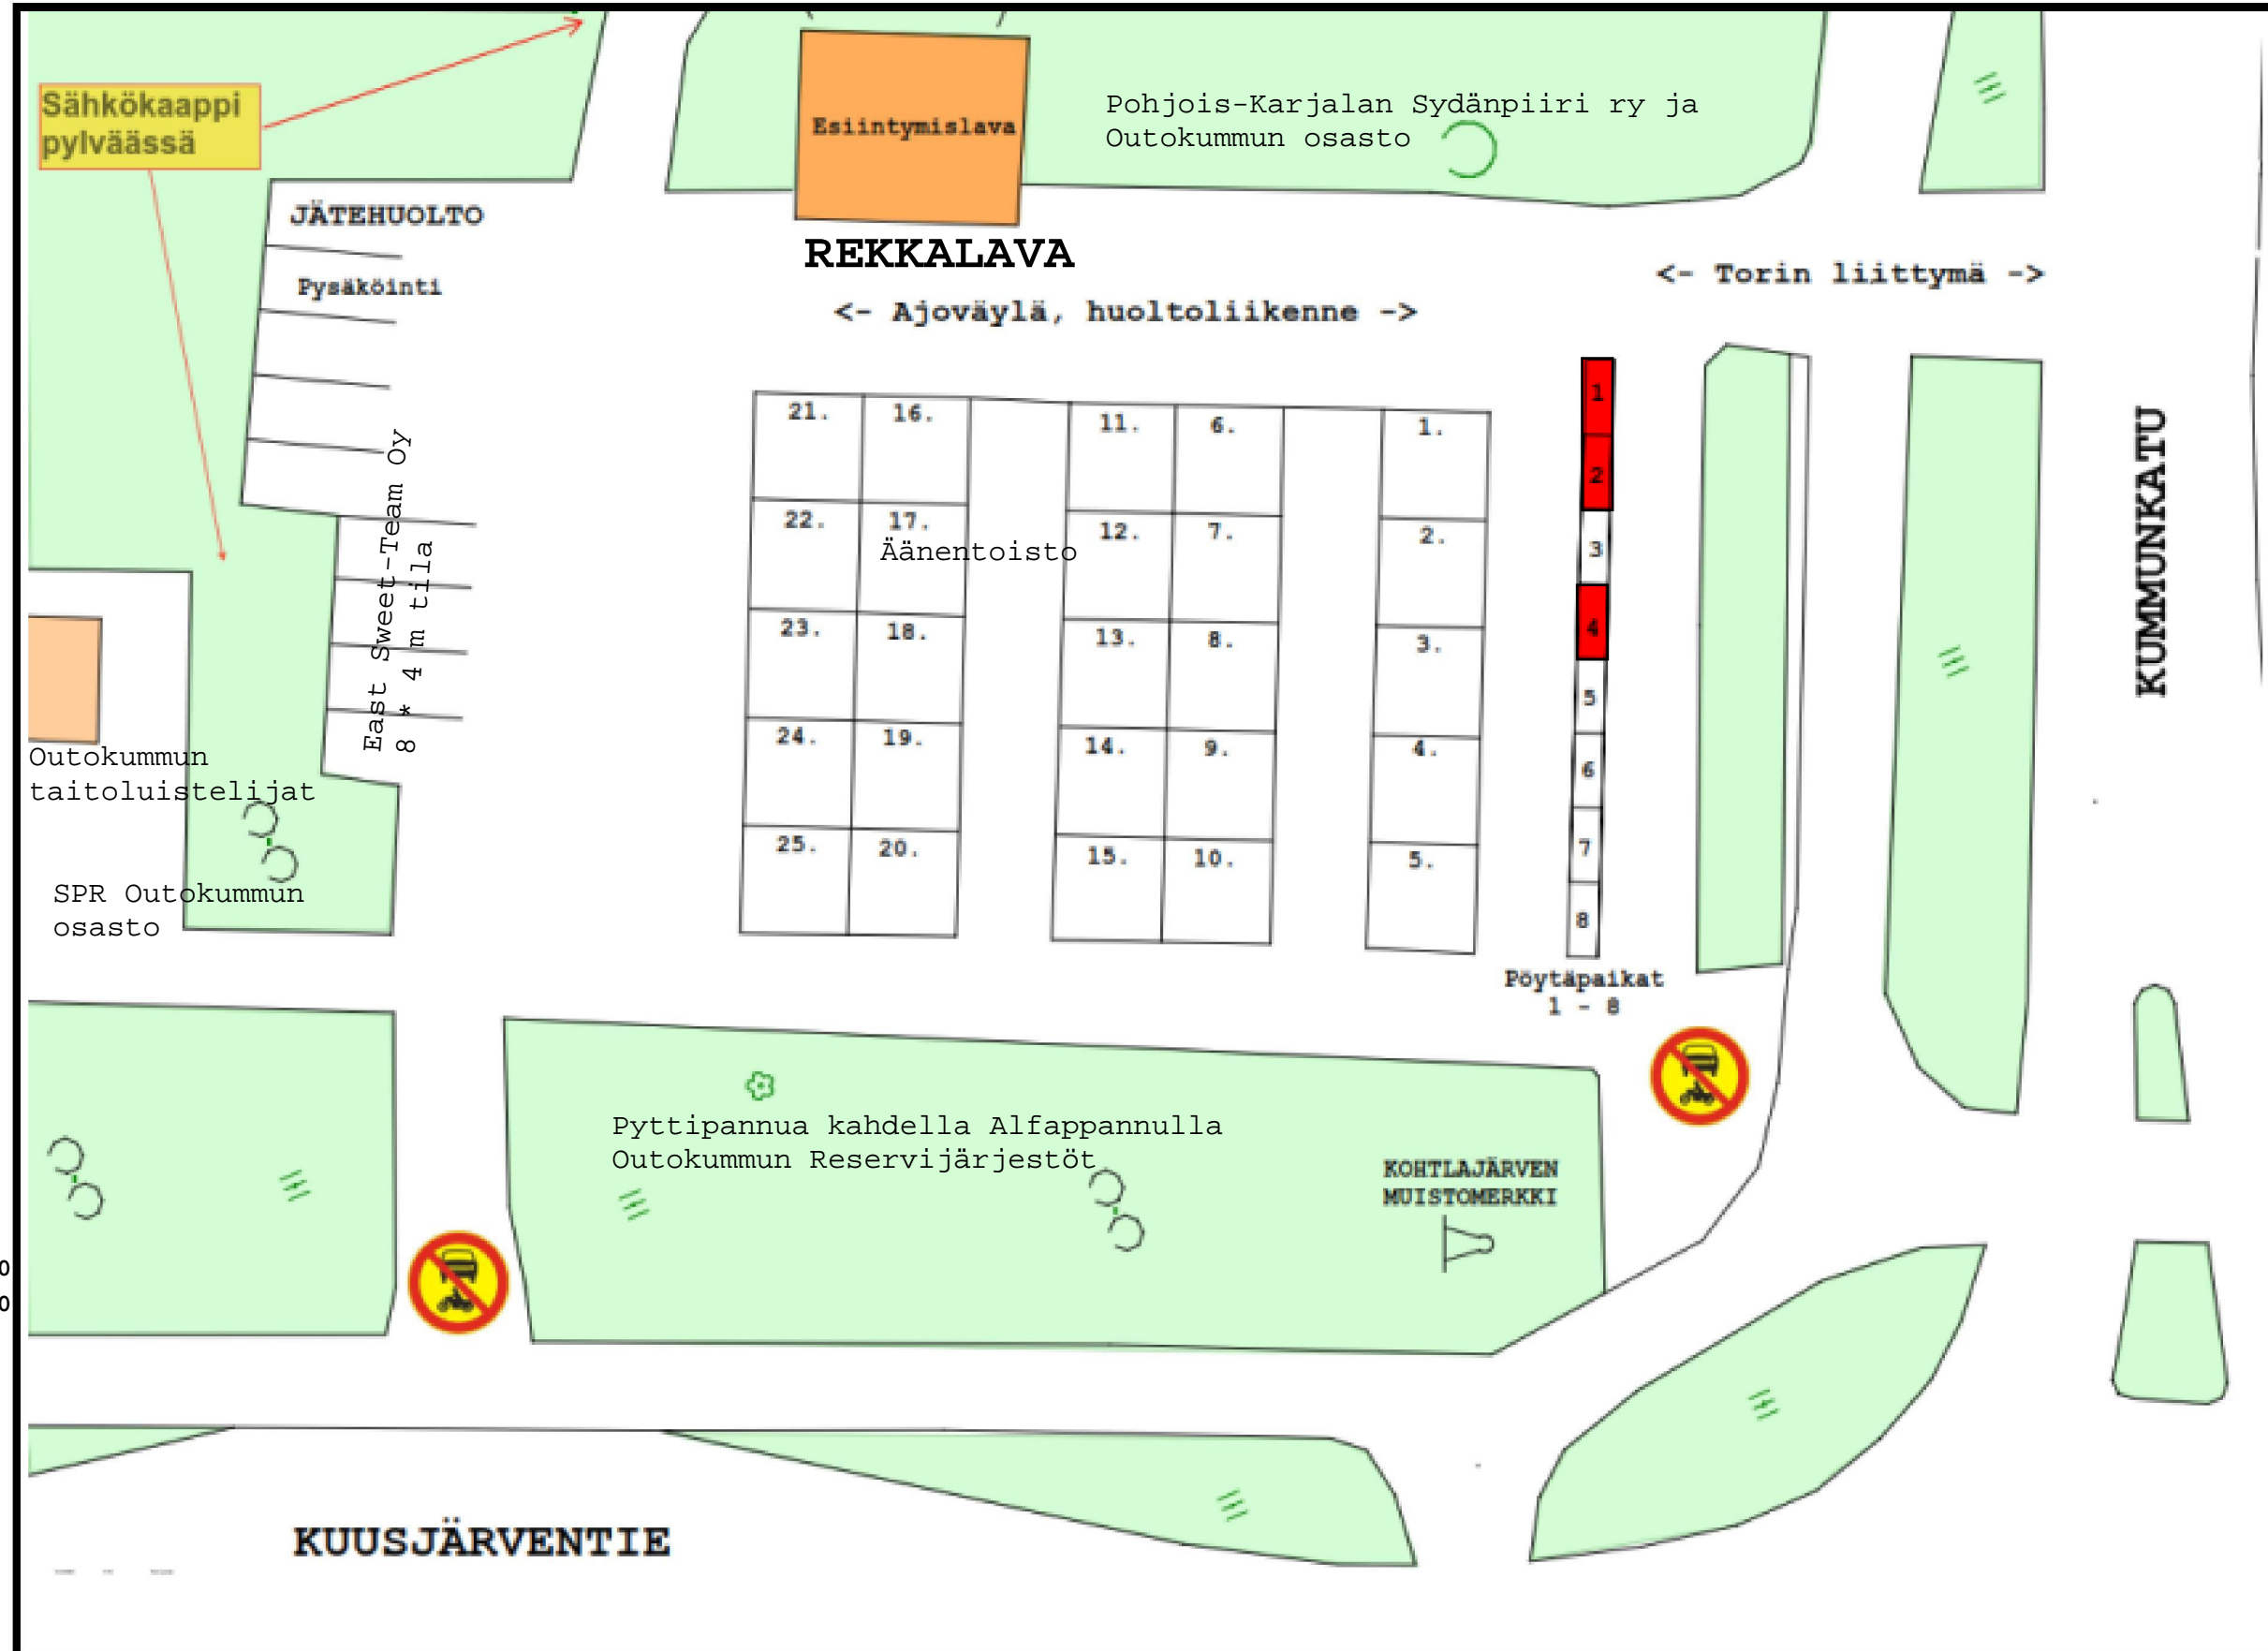 Sähkökaappi
pylväässä
Esiintymislava
Pohjois-Karjalan Sydänpiiri ry ja
Outokummun osasto
JÄTEHUOLTO
Pysäköinti
REKKALAVA
<- Ajoväylä, huoltoliikenne ->
<- Torin liittymä ->
21. 16. 11. 6. 1.
22. 17. 12. 7. 2.
Äänentoisto
23. 18. 13. 8. 3.
24. 19. 14. 9. 4.
25. 20. 15. 10. 5.
1
2
3
4
5
6
7
8
Pöytäpaikat
1 - 8
KUMMUNKATU
East Sweet-Team Oy
8 * 4 m tila
Outokummun
taitoluistelijat
SPR Outokummun
osasto
Pyttipannua kahdella Alfappannulla
Outokummun Reservijärjestöt
KOHTLAJÄRVEN
MUISTOMERKKI
0
0
KUUSJÄRVENTIE